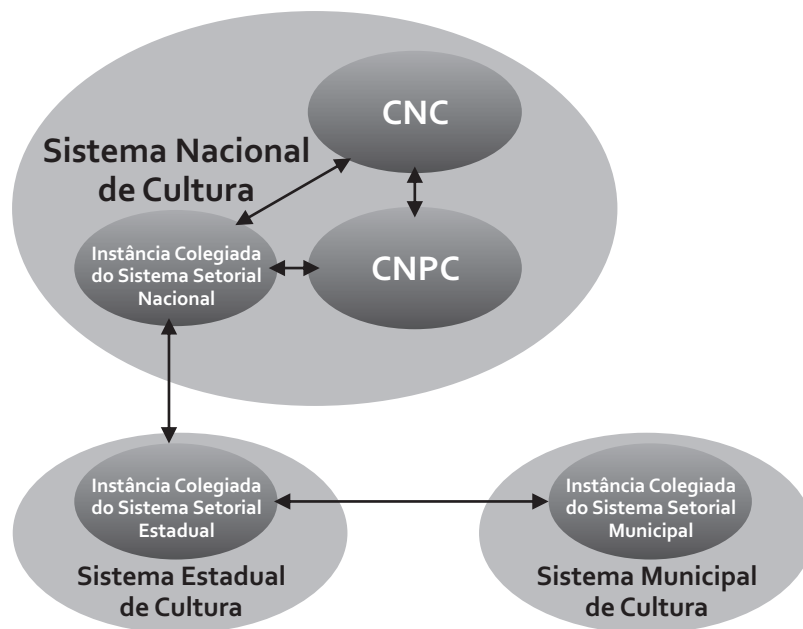 CNC
Sistema Nacional
de Cultura
Instância Colegiada
do Sistema Setorial
Nacional
CNPC
Instância Colegiada
do Sistema Setorial
Estadual
Sistema Estadual
de Cultura
Instância Colegiada
do Sistema Setorial
Municipal
Sistema Municipal
de Cultura